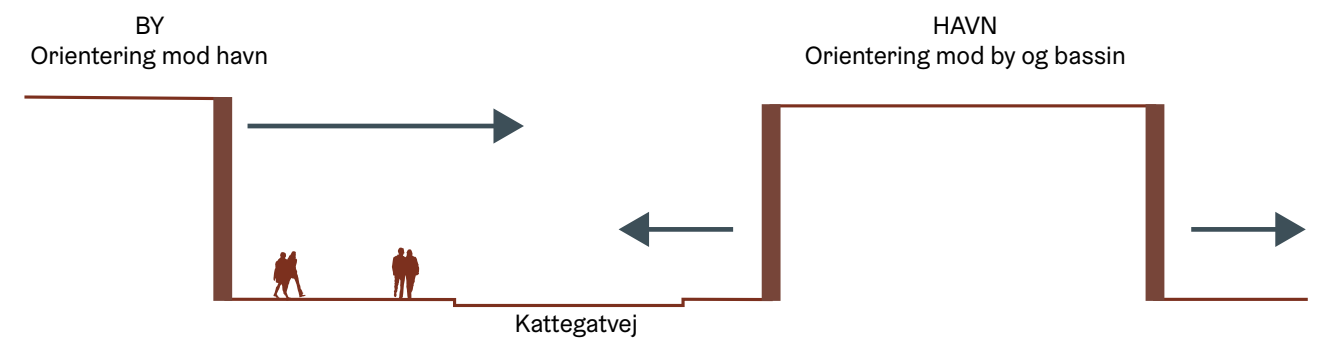 BY
Orientering mod havn
HAVN
Orientering mod by og bassin
Kattegatvej